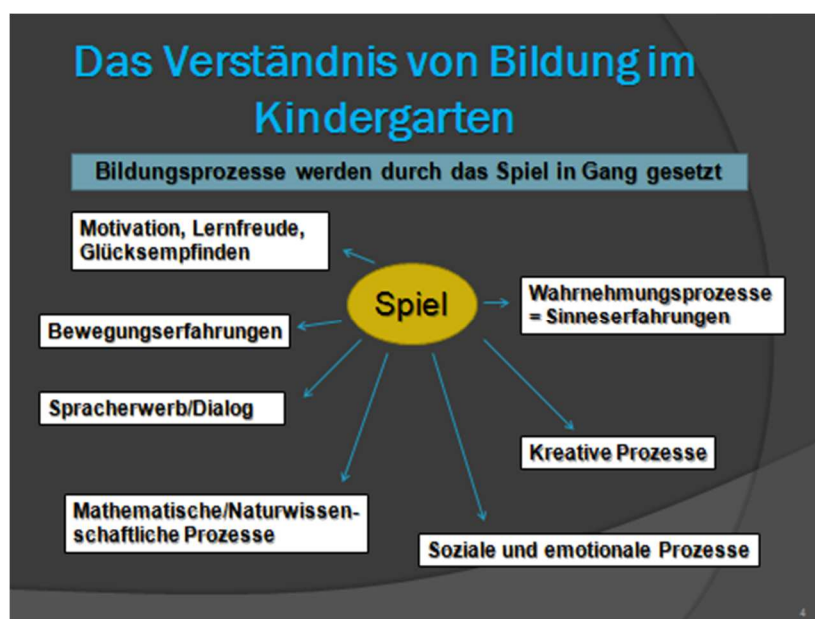 Das Verständnis von Bildung im
Kindergarten
Bildungsprozesse werden durch das Spiel in Gang gesetzt
Motivation, Lernfreude,
Glücksempfinden
Spiel
Wahrnehmungsprozesse
= Sinneserfahrungen
Bewegungserfahrungen
Spracherwerb/Dialog
Kreative Prozesse
Mathematische/Naturwissen-
schaftliche Prozesse
Soziale und emotionale Prozesse
4